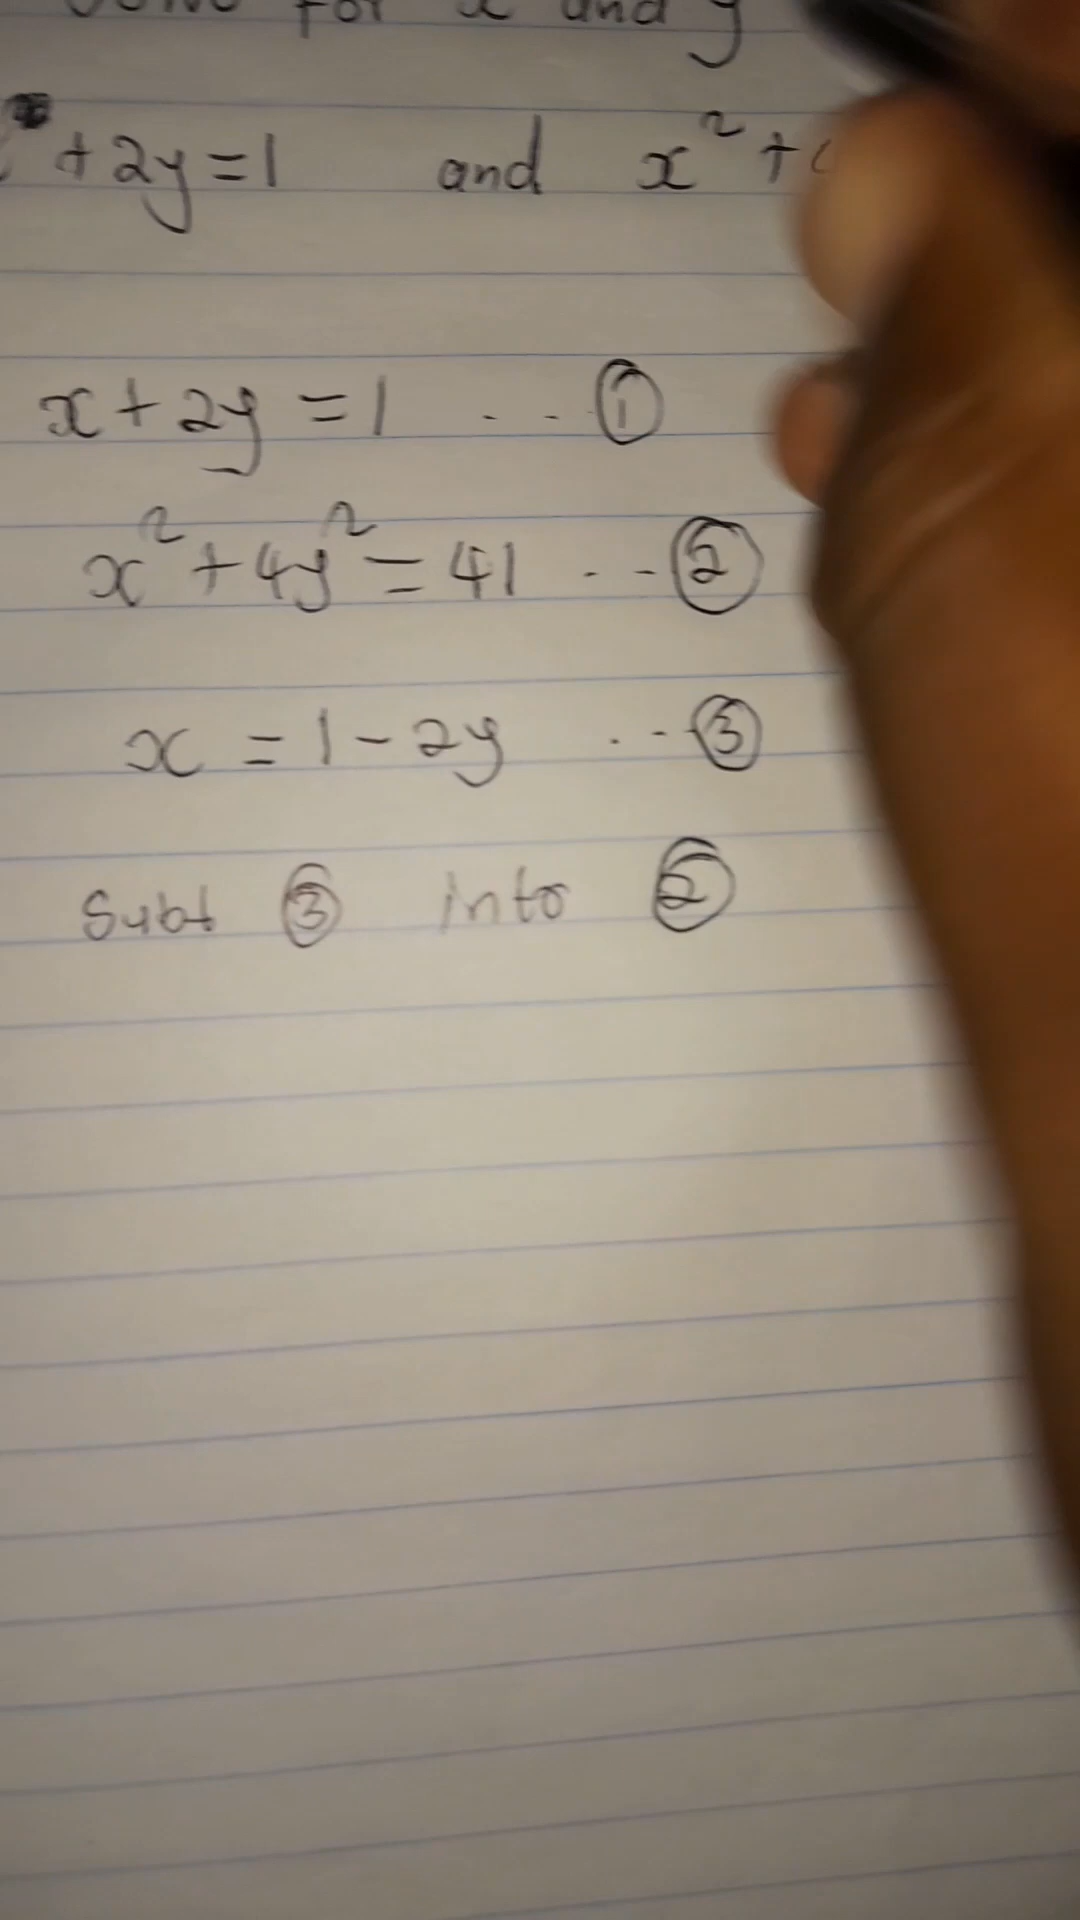 for x and y
+ 2y = 1 and x² +
x + 2y = 1 . . . ①
x² + 4y² = 41 . . . ②
x = 1 - 2y . . . ③
Subt ③ into ②